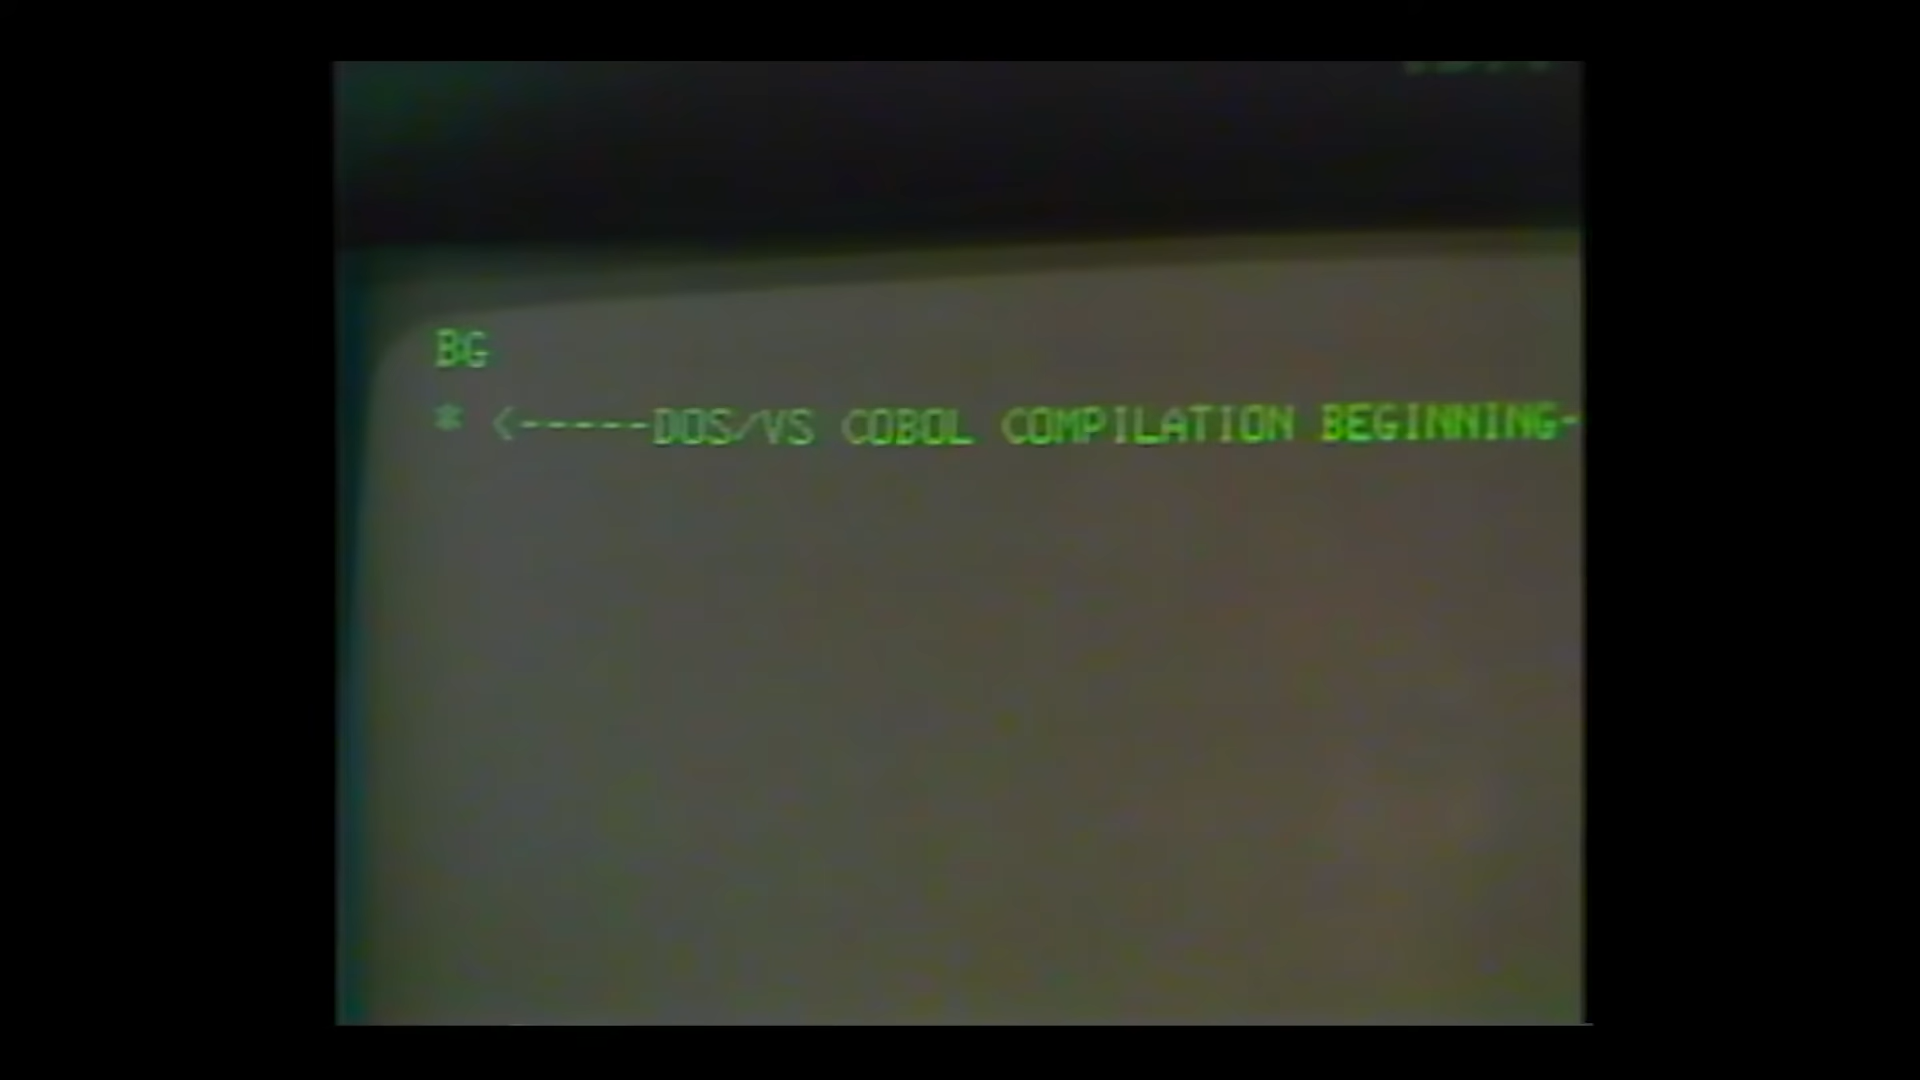 BG
* <-----DOS/VS COBOL COMPILATION BEGINNING-